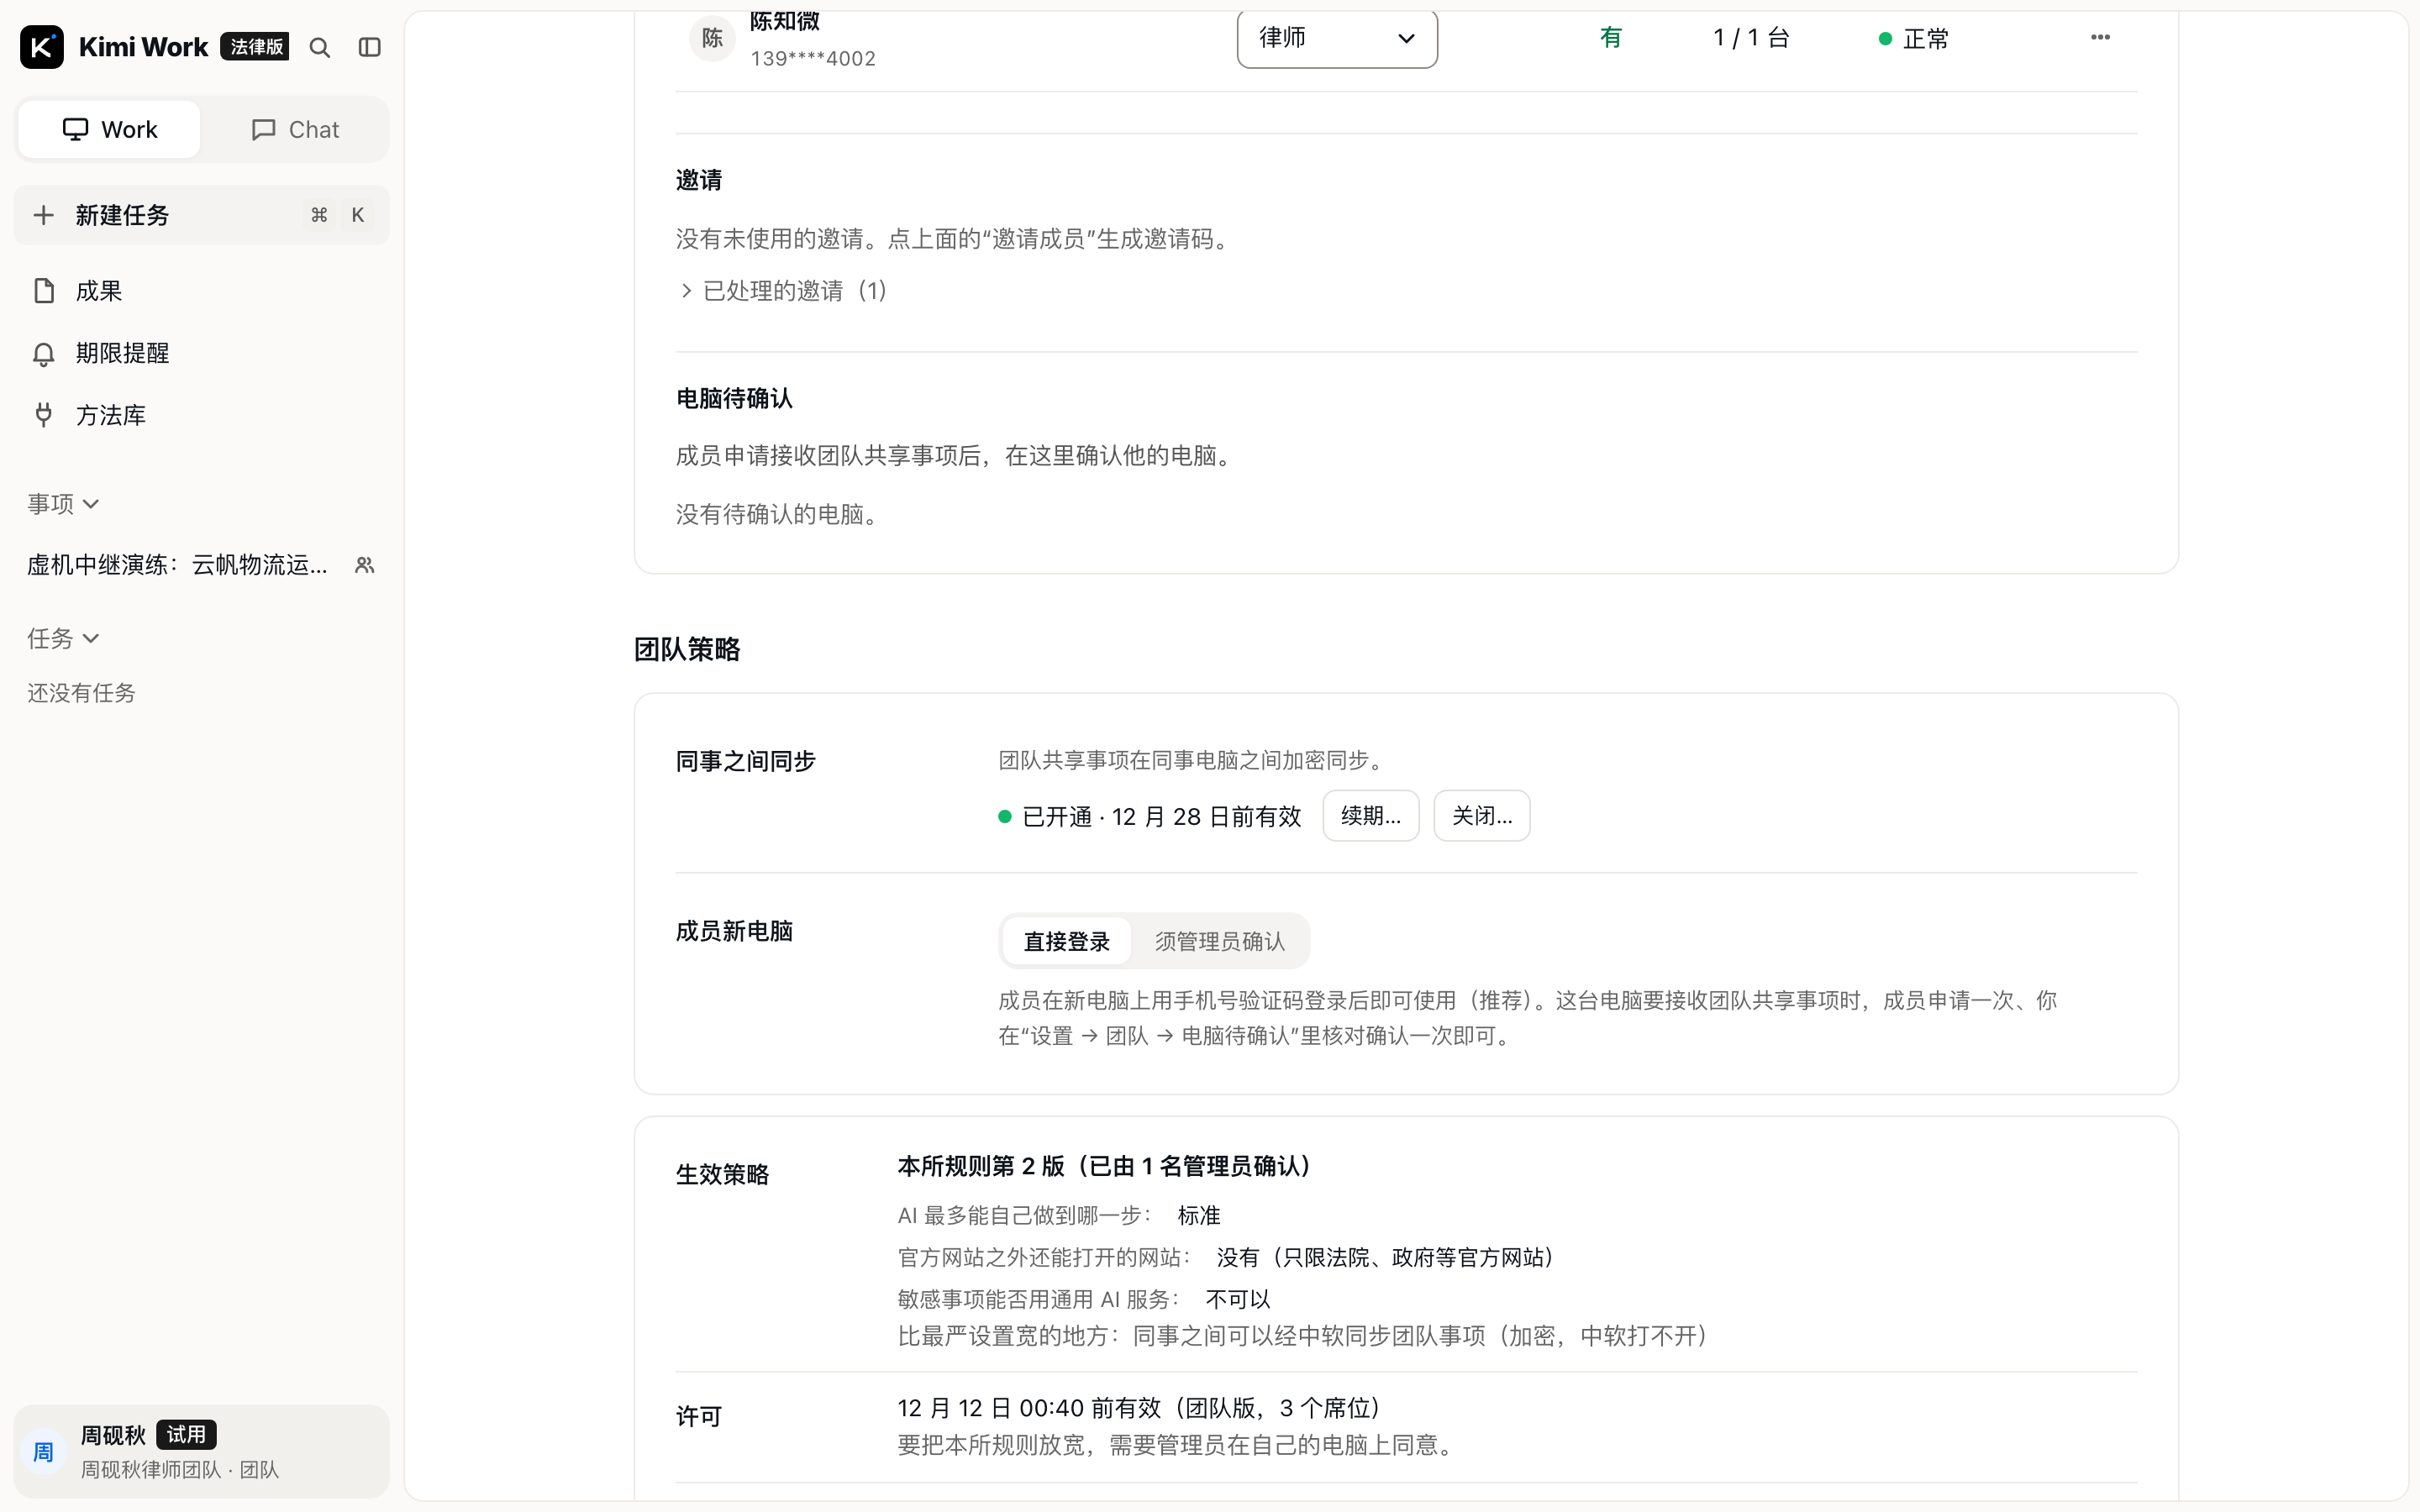 Kimi Work 法律版
Work
Chat
新建任务 ⌘ K
成果
期限提醒
方法库
事项
虚机中继演练：云帆物流运...
任务
还没有任务
周 周砚秋 试用
周砚秋律师团队 · 团队
陈 陈知微
139****4002
律师
有
1 / 1 台
正常
邀请
没有未使用的邀请。点上面的“邀请成员”生成邀请码。
已处理的邀请（1）
电脑待确认
成员申请接收团队共享事项后，在这里确认他的电脑。
没有待确认的电脑。
团队策略
同事之间同步
团队共享事项在同事电脑之间加密同步。
已开通 · 12 月 28 日前有效 续期... 关闭...
成员新电脑
直接登录 须管理员确认
成员在新电脑上用手机号验证码登录后即可使用（推荐）。这台电脑要接收团队共享事项时，成员申请一次、你
在“设置 → 团队 → 电脑待确认”里核对确认一次即可。
生效策略
本所规则第 2 版（已由 1 名管理员确认）
AI 最多能自己做到哪一步： 标准
官方网站之外还能打开的网站： 没有（只限法院、政府等官方网站）
敏感事项能否用通用 AI 服务： 不可以
比最严设置宽的地方：同事之间可以经中软同步团队事项（加密，中软打不开）
许可
12 月 12 日 00:40 前有效（团队版，3 个席位）
要把本所规则放宽，需要管理员在自己的电脑上同意。